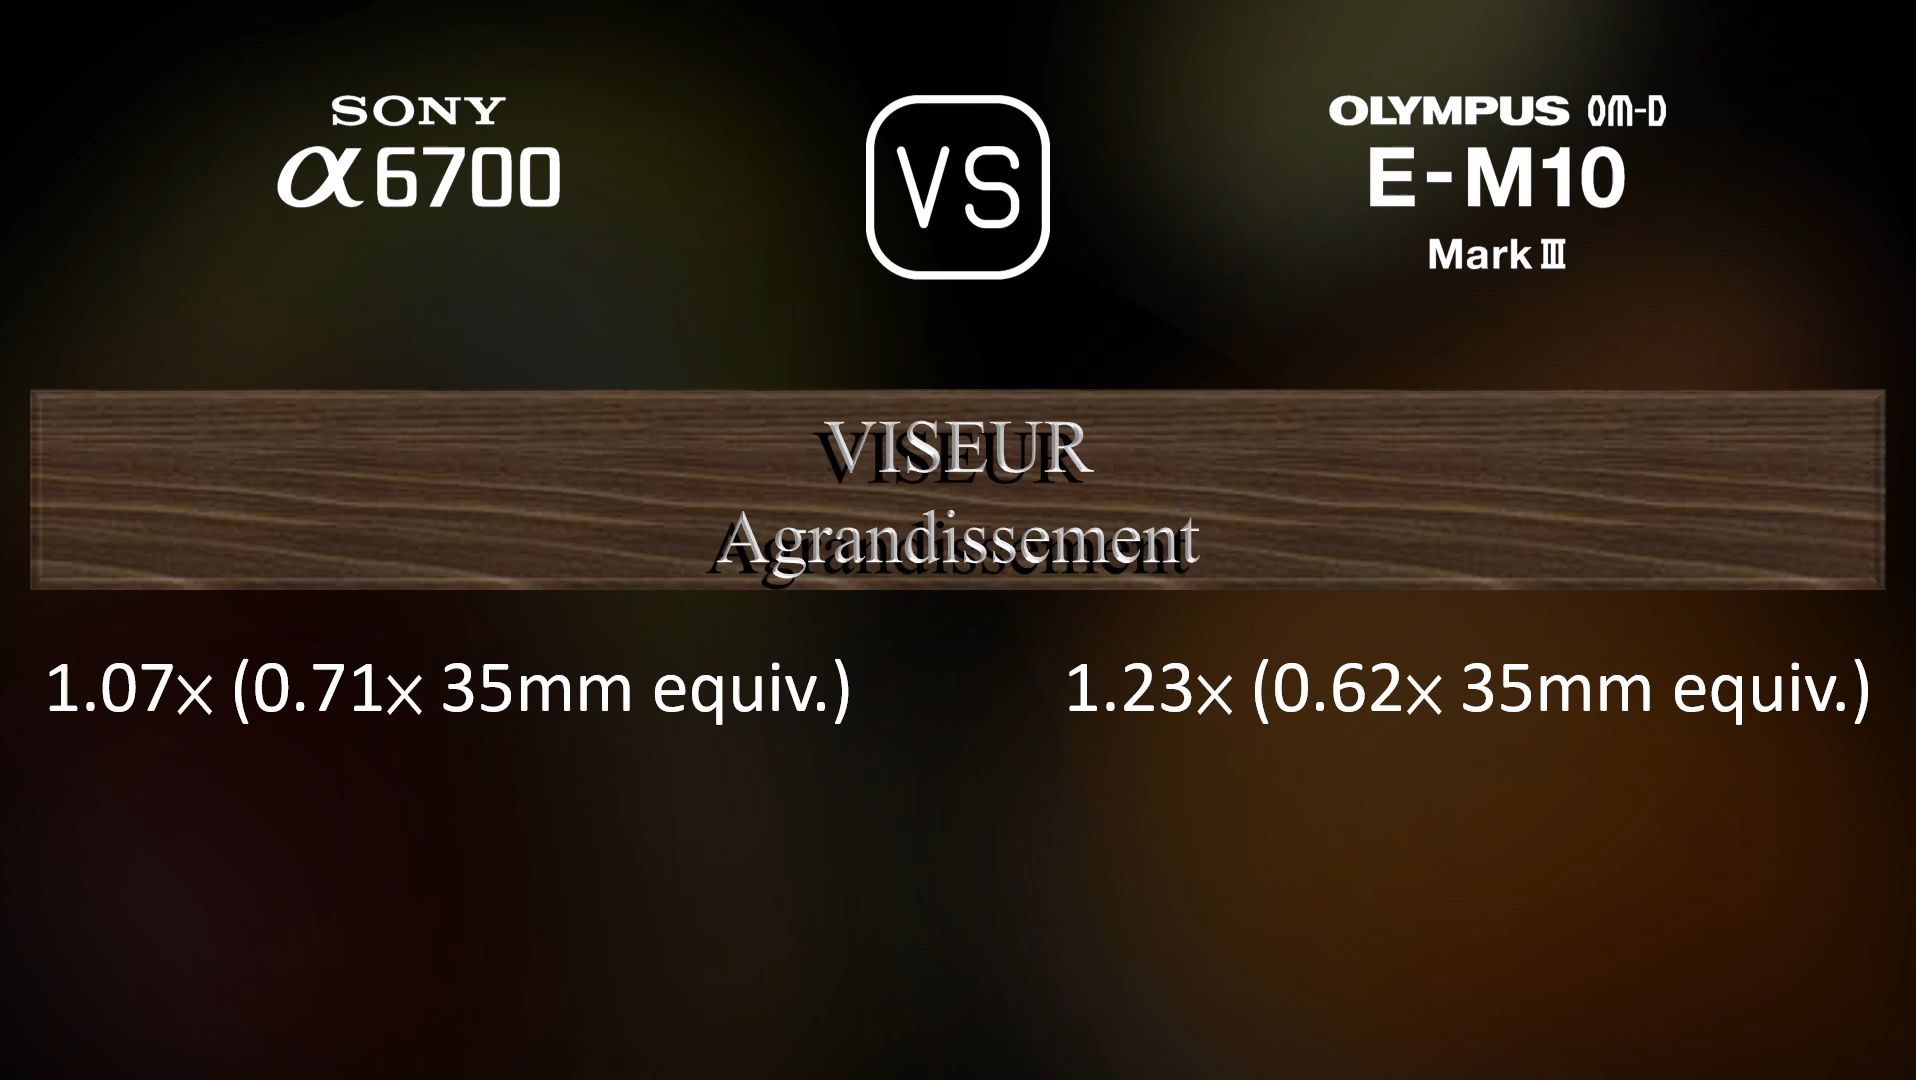 SONY
α6700
VS
OLYMPUS OM-D
E-M10
Mark III
VISEUR
Agrandissement
1.07x (0.71x 35mm equiv.)
1.23x (0.62x 35mm equiv.)